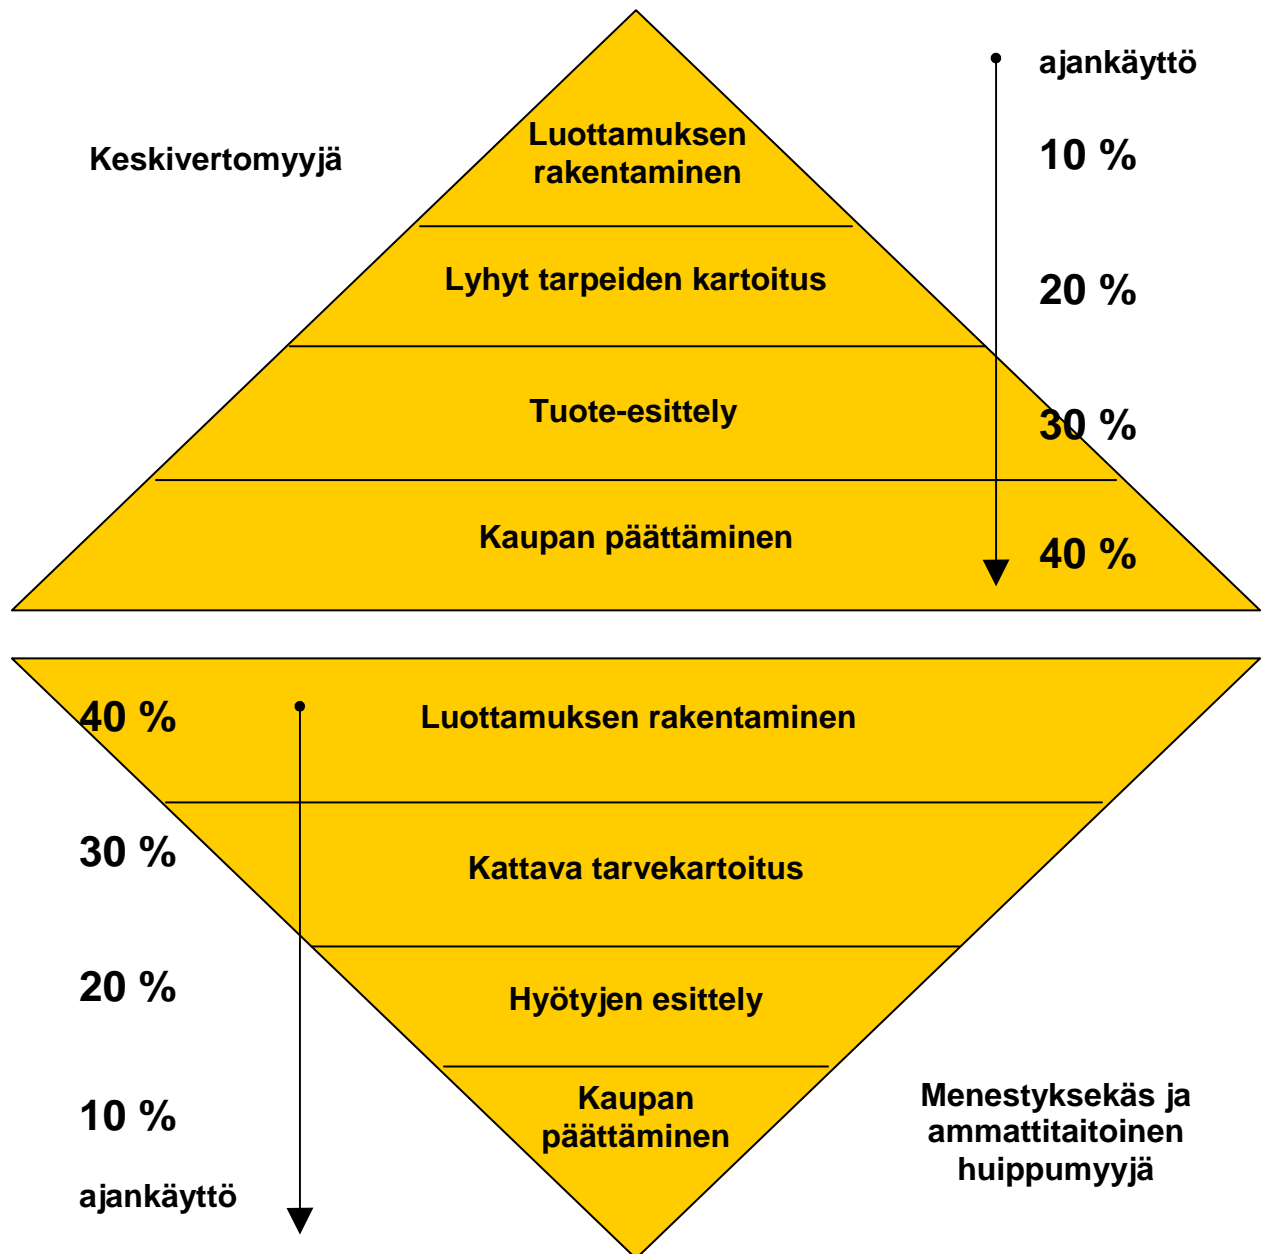 ajankäyttö
Keskivertomyyjä
Luottamuksen
rakentaminen
10 %
Lyhyt tarpeiden kartoitus
20 %
Tuote-esittely
30 %
Kaupan päättäminen
40 %
40 %
Luottamuksen rakentaminen
30 %
Kattava tarvekartoitus
20 %
Hyötyjen esittely
10 %
Kaupan
päättäminen
ajankäyttö
Menestyksekäs ja
ammattitaitoinen
huippumyyjä